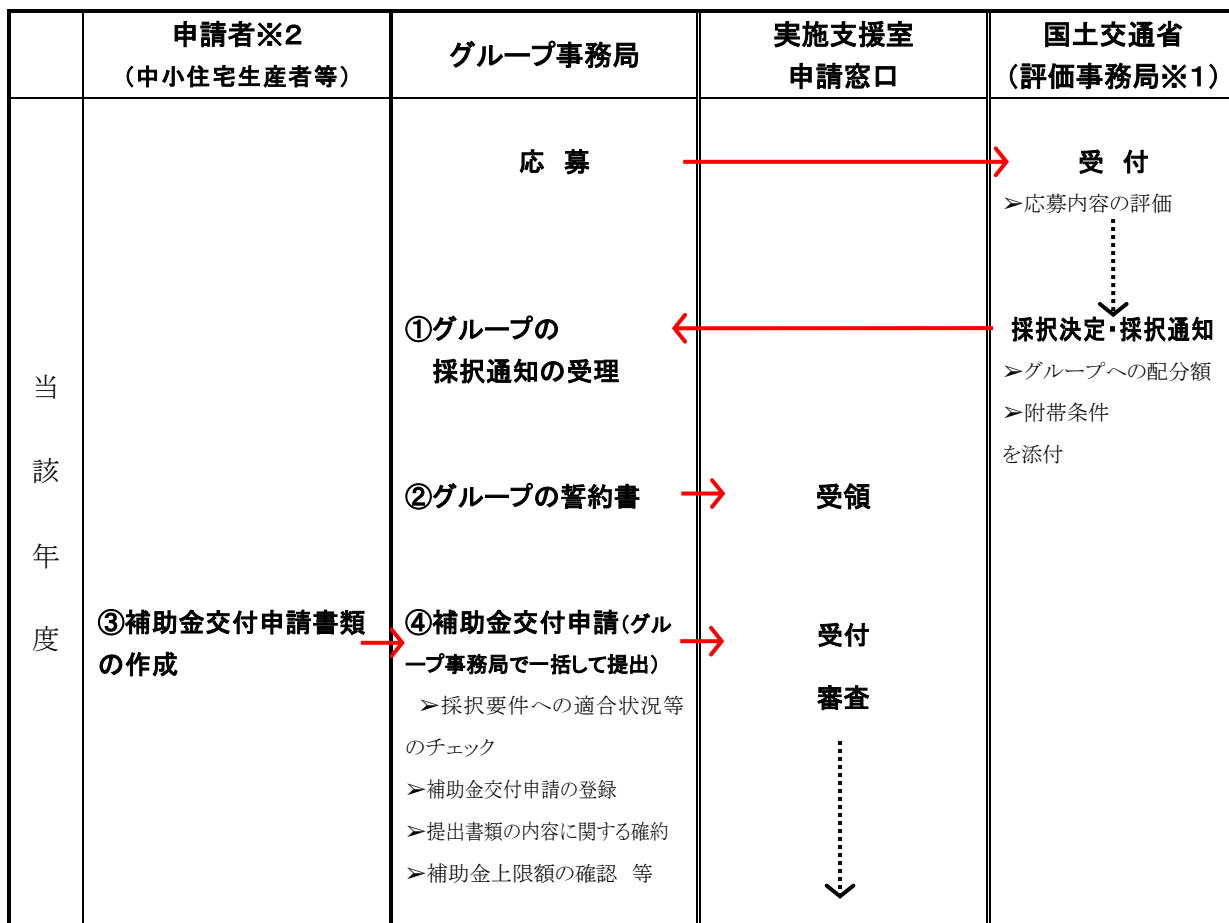 申請者※2
（中小住宅生産者等）
グループ事務局
実施支援室
申請窓口
国土交通省
（評価事務局※1）
当
該
年
度
応　募
受　付
➢応募内容の評価
①グループの
採択通知の受理
採択決定・採択通知
➢グループへの配分額
➢附帯条件
を添付
②グループの誓約書
受領
③補助金交付申請書類
の作成
④補助金交付申請（グル
ープ事務局で一括して提出）
➢採択要件への適合状況等
のチェック
➢補助金交付申請の登録
➢提出書類の内容に関する確約
➢補助金上限額の確認　等
受付
審査